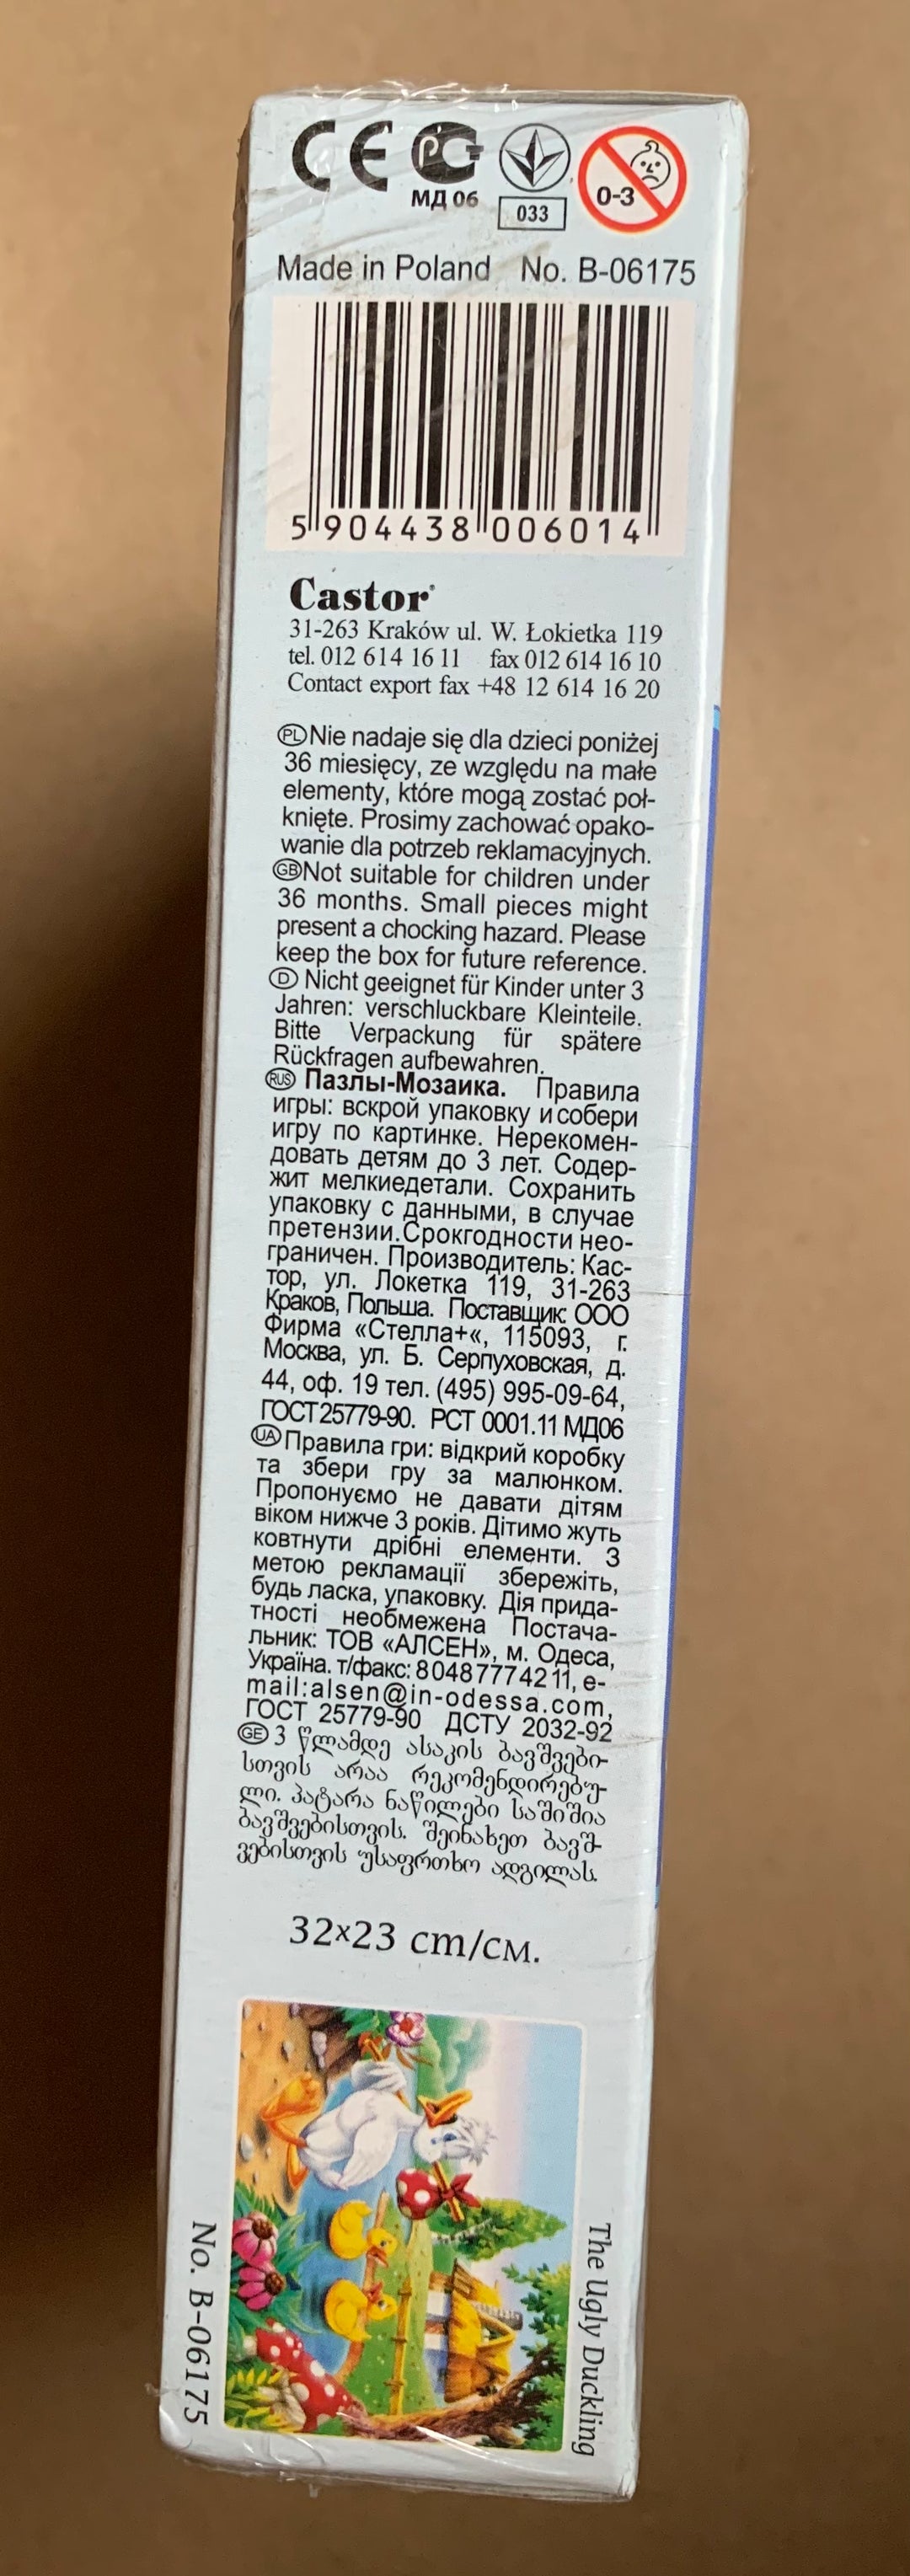 CE РСТ
МД 06
033
0-3
Made in Poland No. B-06175
5 904438 006014
Castor
31-263 Kraków ul. W. Łokietka 119
tel. 012 614 16 11 fax 012 614 16 10
Contact export fax +48 12 614 16 20
PL Nie nadaje się dla dzieci poniżej
36 miesięcy, ze względu na małe
elementy, które mogą zostać poł-
knięte. Prosimy zachować opako-
wanie dla potrzeb reklamacyjnych.
GB Not suitable for children under
36 months. Small pieces might
present a chocking hazard. Please
keep the box for future reference.
D Nicht geeignet für Kinder unter 3
Jahren: verschluckbare Kleinteile.
Bitte Verpackung für spätere
Rückfragen aufbewahren.
RUS Пазлы-Мозаика. Правила
игры: вскрой упаковку и собери
игру по картинке. Нерекомен-
довать детям до 3 лет. Содер-
жит мелкиедетали. Сохранить
упаковку с данными, в случае
претензии.Срокгодности нео-
граничен. Производитель: Кас-
тор, ул. Локетка 119, 31-263
Краков, Польша. Поставщик: ООО
Фирма «Стелла+«, 115093, г.
Москва, ул. Б. Серпуховская, д.
44, оф. 19 тел. (495) 995-09-64,
ГОСТ 25779-90. РСТ 0001.11 МД06
UA Правила гри: відкрий коробку
та збери гру за малюнком.
Пропонуємо не давати дітям
віком нижче 3 років. Дітимо жуть
ковтнути дрібні елементи. З
метою рекламації збережіть,
будь ласка, упаковку. Дія прида-
тності необмежена Постача-
льник: ТОВ «АЛСЕН», м. Одеса,
Україна. т/факс: 8 0487774211, e-
mail:alsen@in-odessa.com,
ГОСТ 25779-90 ДСТУ 2032-92
GE 3 წლამდე ასაკის ბავშვები-
სთვის არაა რეკომენდირებუ-
ლი. პატარა ნაწილები საშიშია
ბავშვებისთვის. შეინახეთ ბავშ-
ვებისთვის უსაფრთხო ადგილას.
32x23 cm/см.
The Ugly Duckling
No. B-06175